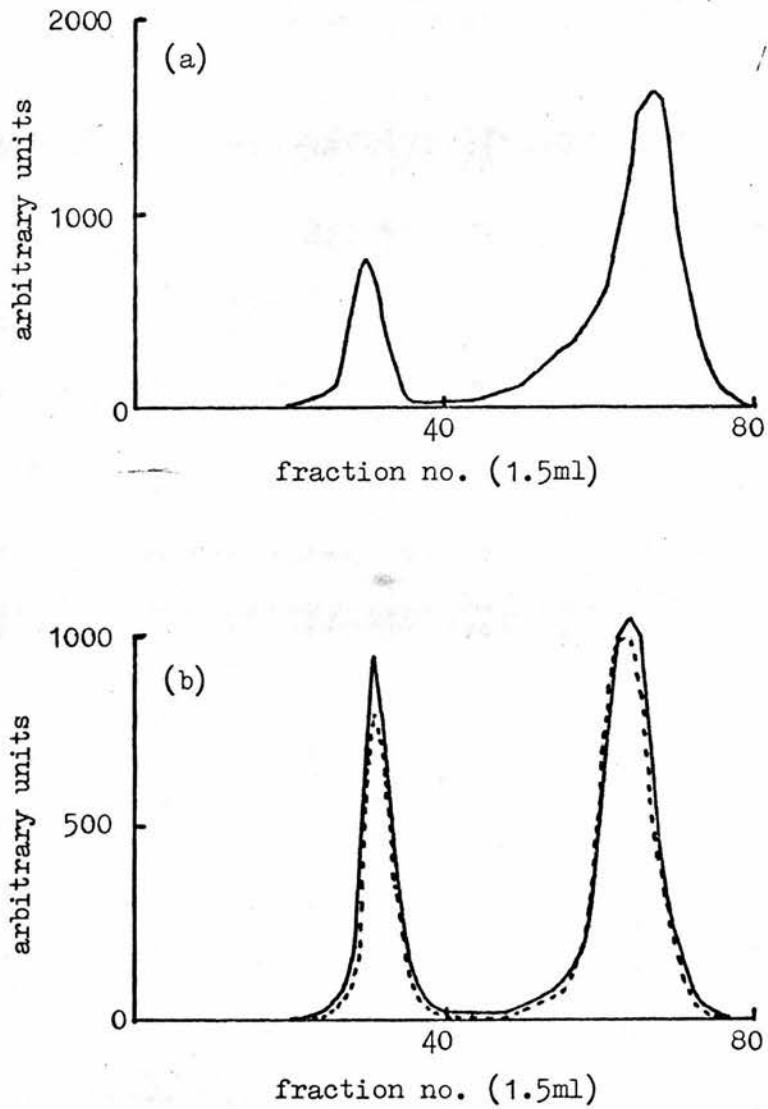 2000
(a)
arbitrary units
1000
0
40
80
fraction no. (1.5ml)
1000
(b)
arbitrary units
500
0
40
80
fraction no. (1.5ml)